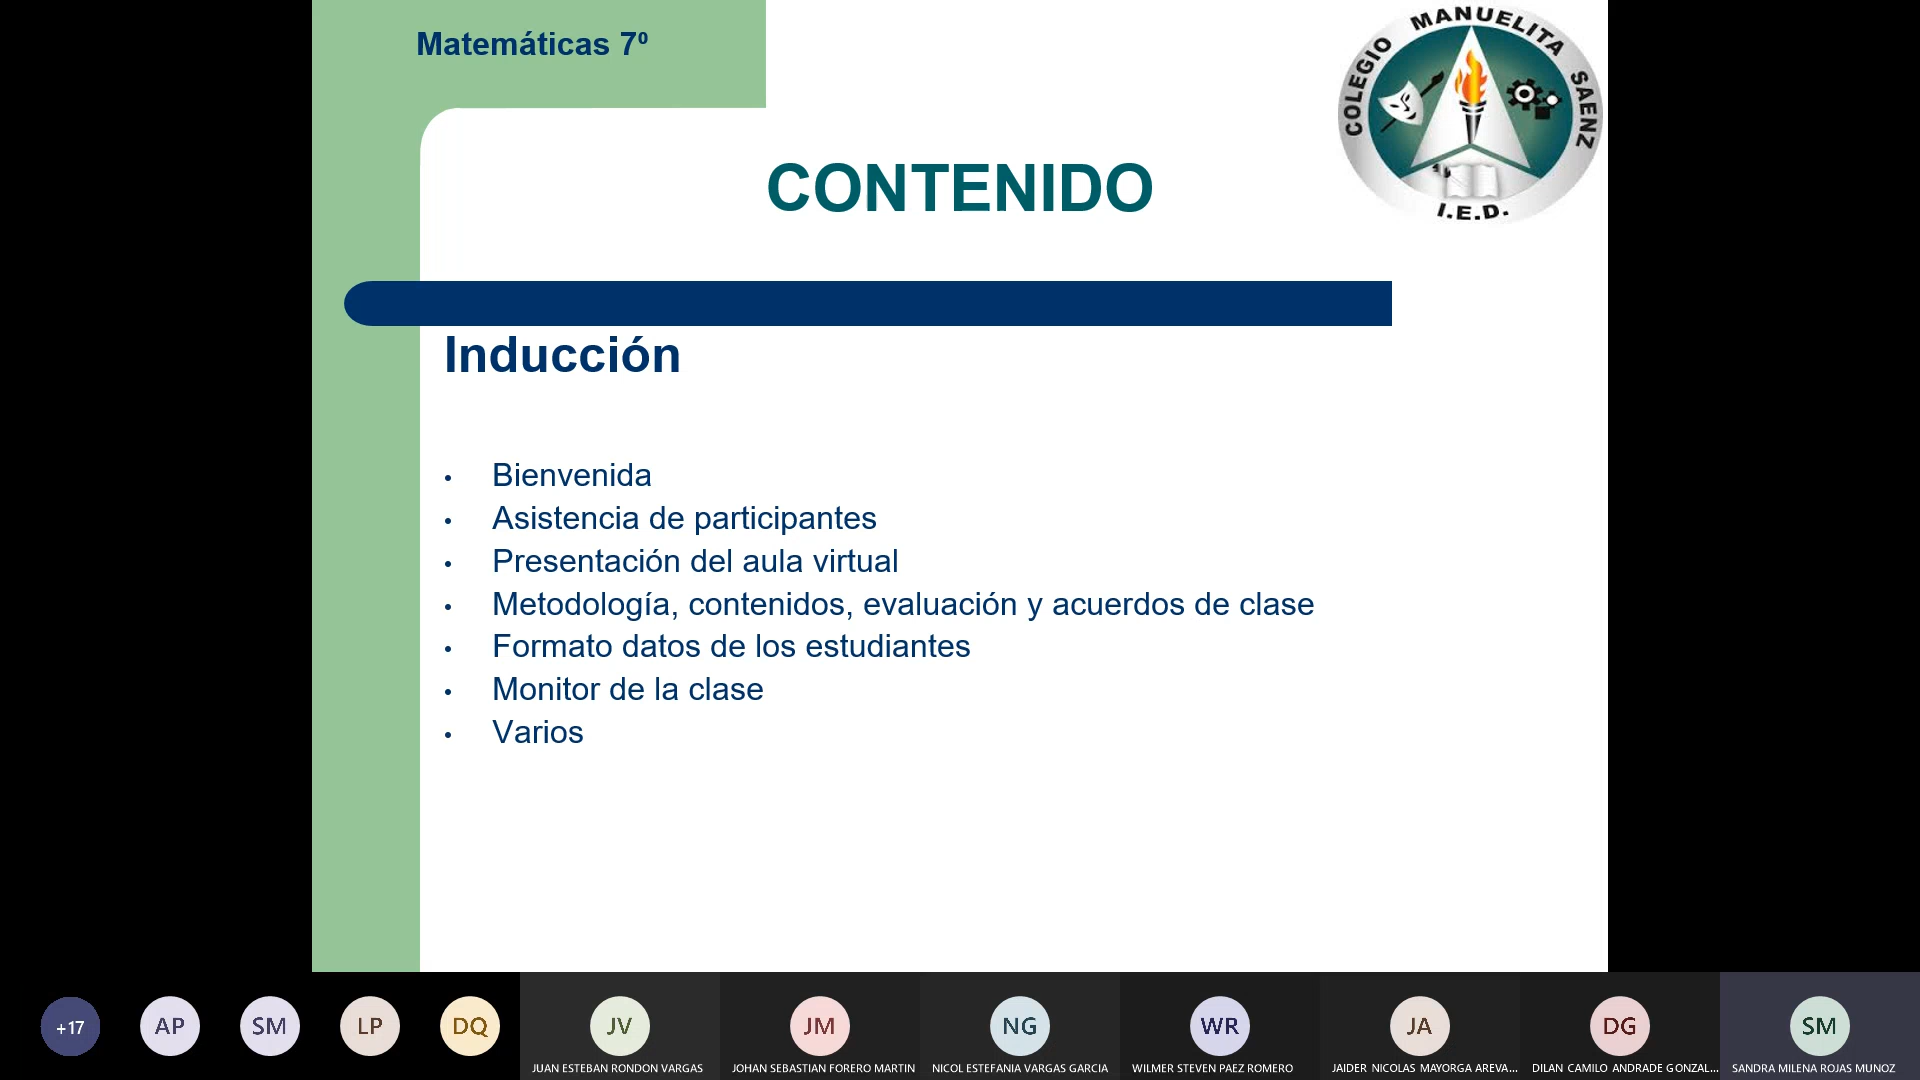 Matemáticas 7º
COLEGIO MANUELITA SAENZ
I.E.D.
CONTENIDO
Inducción
• Bienvenida
• Asistencia de participantes
• Presentación del aula virtual
• Metodología, contenidos, evaluación y acuerdos de clase
• Formato datos de los estudiantes
• Monitor de la clase
• Varios
+17 AP SM LP DQ JV JM NG WR JA DG SM
JUAN ESTEBAN RONDON VARGAS JOHAN SEBASTIAN FORERO MARTIN NICOL ESTEFANIA VARGAS GARCIA WILMER STEVEN PAEZ ROMERO JAIDER NICOLAS MAYORGA AREVA... DILAN CAMILO ANDRADE GONZAL... SANDRA MILENA ROJAS MUNOZ